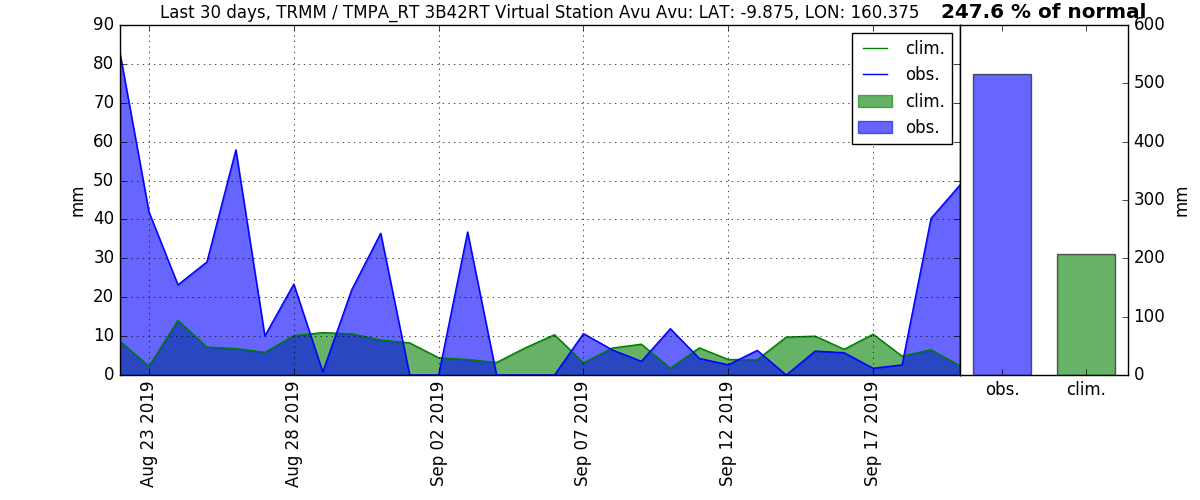 Last 30 days, TRMM / TMPA_RT 3B42RT Virtual Station Avu Avu: LAT: -9.875, LON: 160.375
247.6 % of normal
90
80
70
60
50
40
30
20
10
0
mm
clim.
obs.
clim.
obs.
600
500
400
300
200
100
0
mm
obs.
clim.
Aug 23 2019
Aug 28 2019
Sep 02 2019
Sep 07 2019
Sep 12 2019
Sep 17 2019